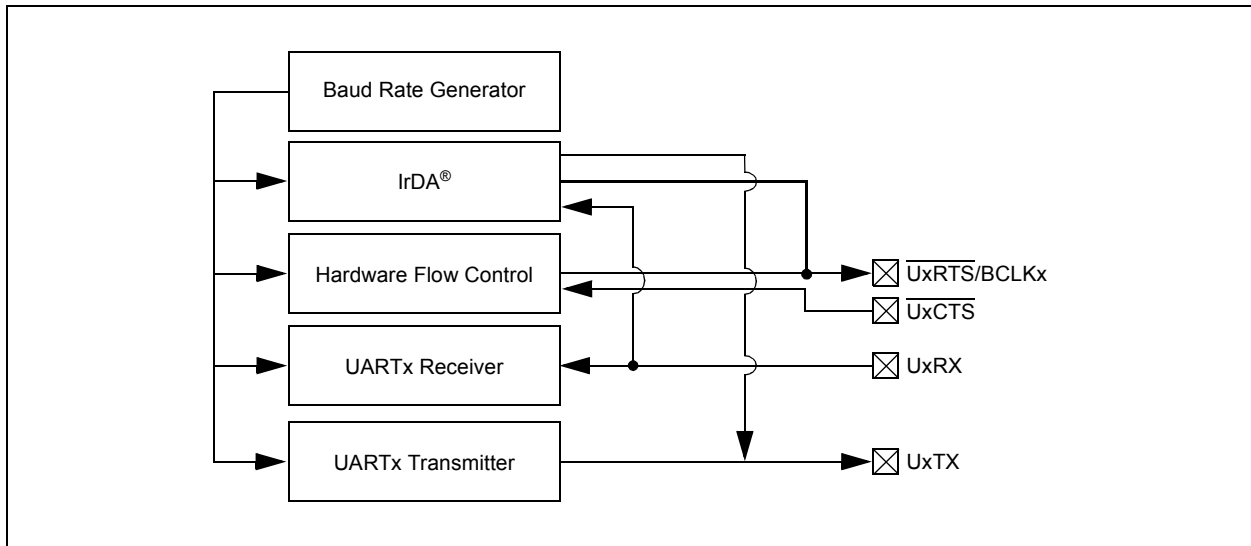 Baud Rate Generator
IrDA®
Hardware Flow Control
UxRTS/BCLKx
UxCTS
UARTx Receiver
UxRX
UARTx Transmitter
UxTX